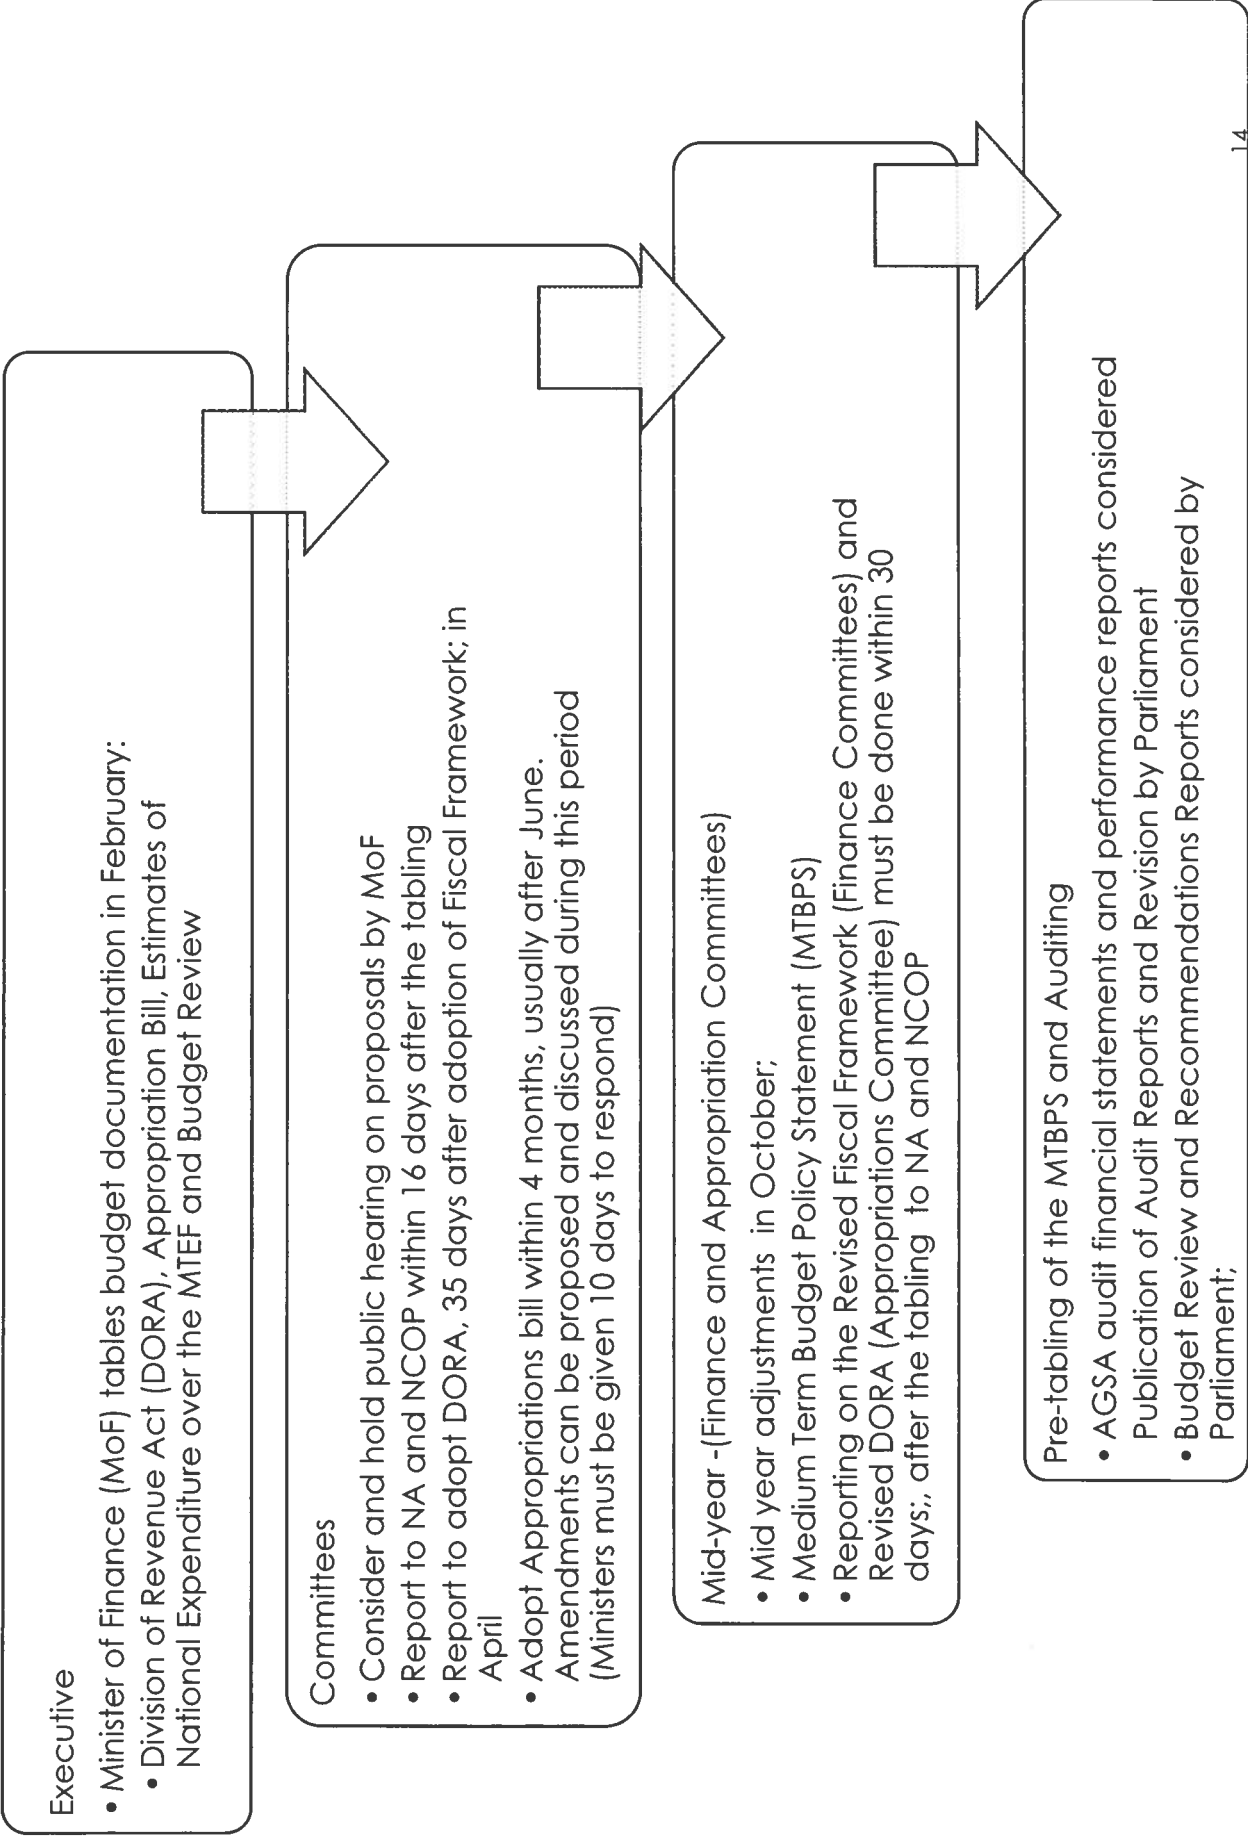 Executive
• Minister of Finance (MoF) tables budget documentation in February:
• Division of Revenue Act (DORA), Appropriation Bill, Estimates of
National Expenditure over the MTEF and Budget Review
Committees
• Consider and hold public hearing on proposals by MoF
• Report to NA and NCOP within 16 days after the tabling
• Report to adopt DORA, 35 days after adoption of Fiscal Framework; in
April
• Adopt Appropriations bill within 4 months, usually after June.
Amendments can be proposed and discussed during this period
(Ministers must be given 10 days to respond)
Mid-year -(Finance and Appropriation Committees)
• Mid year adjustments in October;
• Medium Term Budget Policy Statement (MTBPS)
• Reporting on the Revised Fiscal Framework (Finance Committees) and
Revised DORA (Appropriations Committee) must be done within 30
days;, after the tabling to NA and NCOP
Pre-tabling of the MTBPS and Auditing
• AGSA audit financial statements and performance reports considered
Publication of Audit Reports and Revision by Parliament
• Budget Review and Recommendations Reports considered by
Parliament;
14